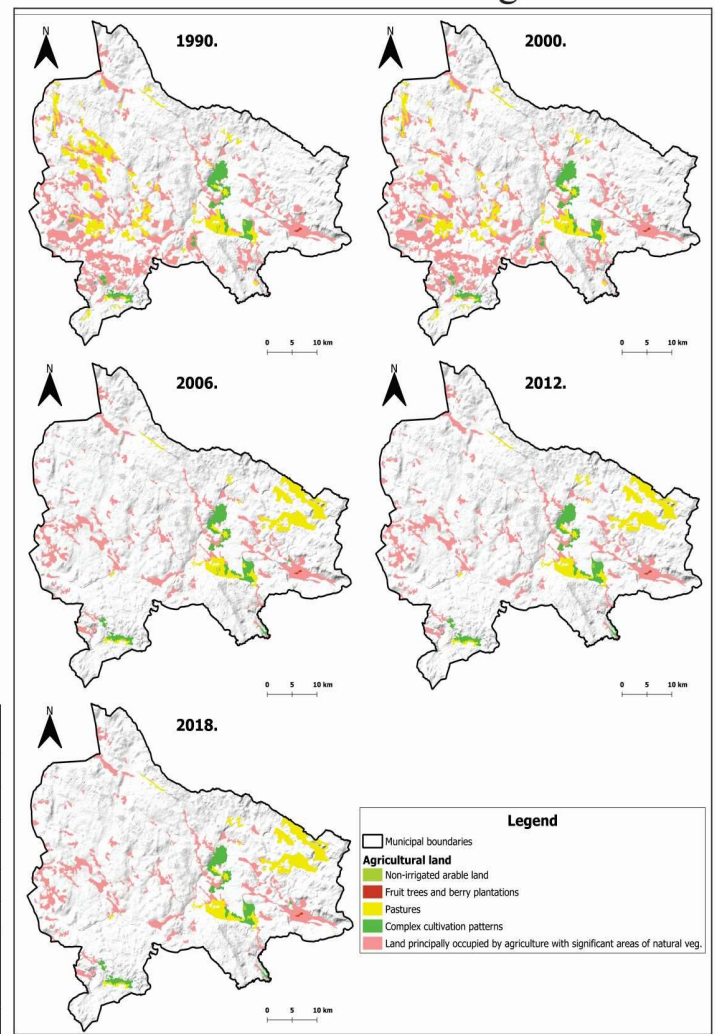 N
1990.
0 5 10 km
N
2000.
0 5 10 km
N
2006.
0 5 10 km
N
2012.
0 5 10 km
N
2018.
0 5 10 km
Legend
Municipal boundaries
Agricultural land
Non-irrigated arable land
Fruit trees and berry plantations
Pastures
Complex cultivation patterns
Land principally occupied by agriculture with significant areas of natural veg.